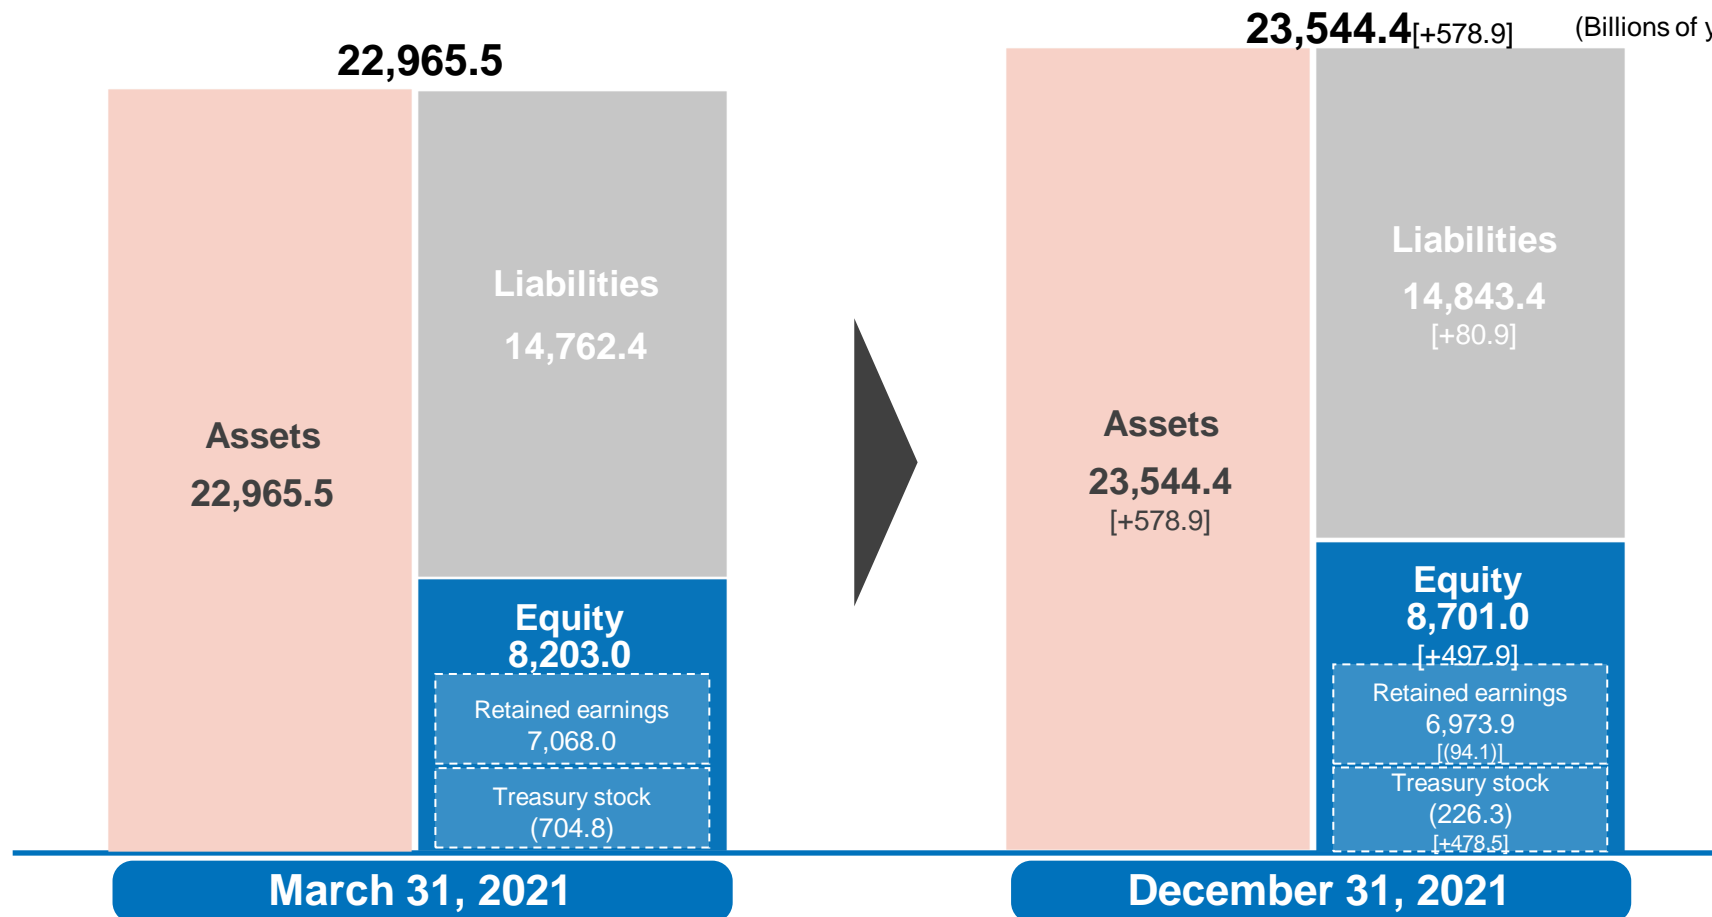 22,965.5
Assets
22,965.5
Liabilities
14,762.4
Equity
8,203.0
Retained earnings
7,068.0
Treasury stock
(704.8)
March 31, 2021
23,544.4[+578.9]
(Billions of
Assets
23,544.4
[+578.9]
Liabilities
14,843.4
[+80.9]
Equity
8,701.0
[+497.9]
Retained earnings
6,973.9
[(94.1)]
Treasury stock
(226.3)
[+478.5]
December 31, 2021